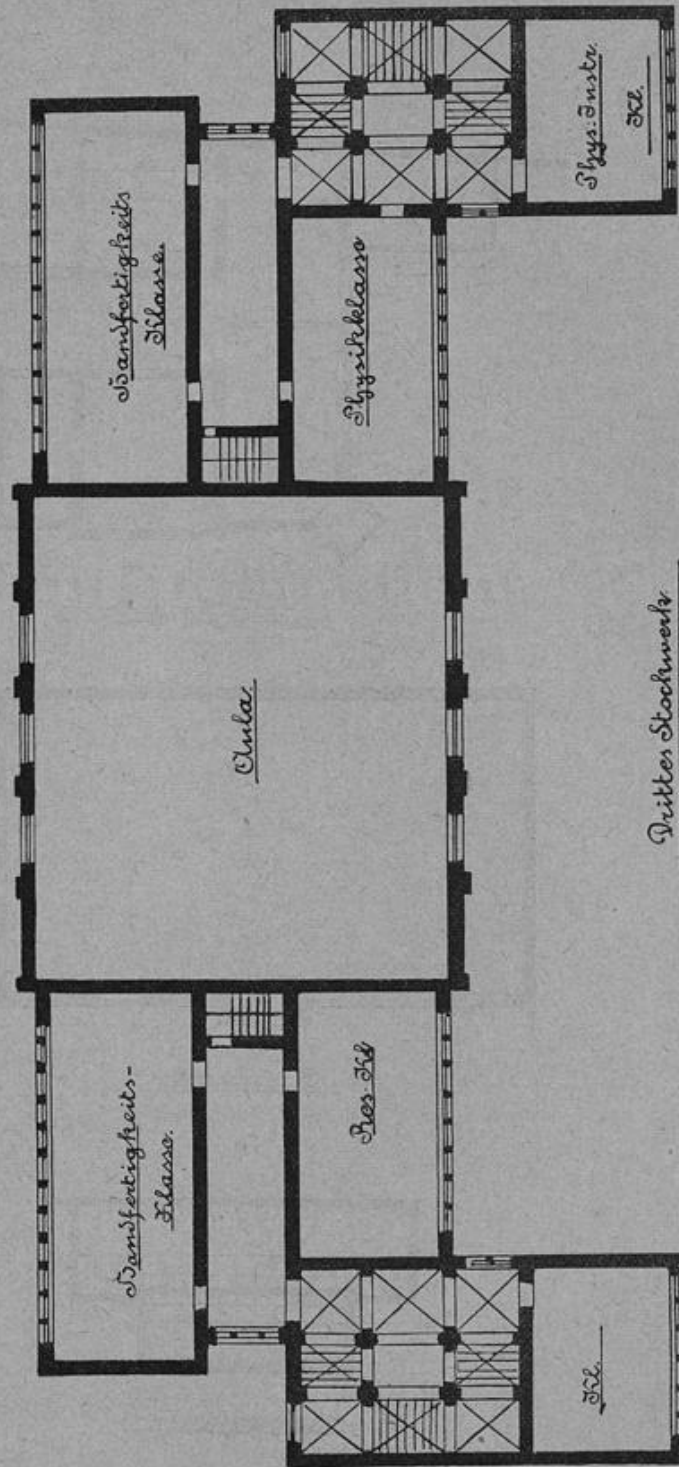 Handfertigkeits-
Klasse.
Handfertigkeits
Klasse.
Aula.
Res. Kl
Physikklasse
Kl.
Phys. Instr.
Kl.
Drittes Stockwerk